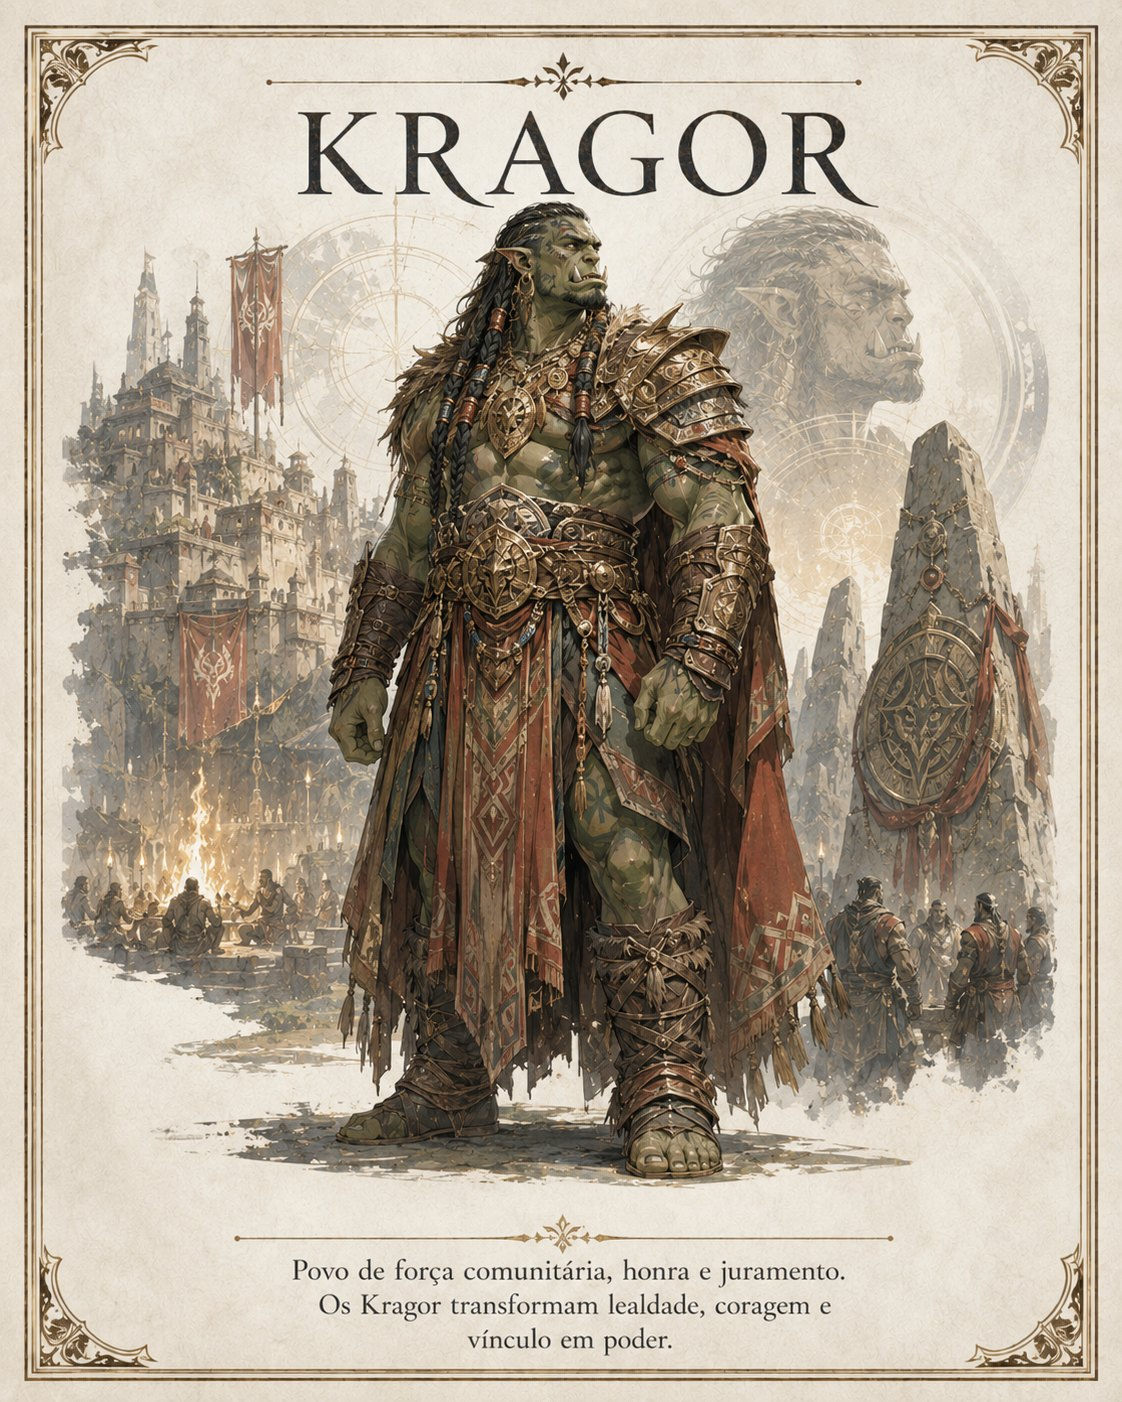 KRAGOR
Povo de força comunitária, honra e juramento.
Os Kragor transformam lealdade, coragem e
vínculo em poder.